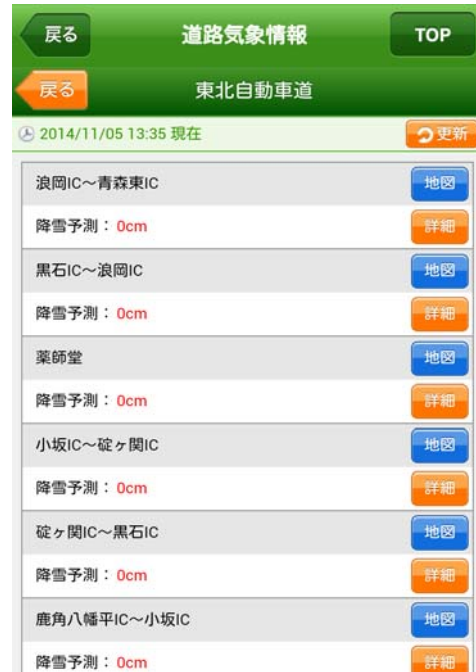 戻る 道路気象情報 TOP
戻る 東北自動車道
2014/11/05 13:35 現在 更新
浪岡IC～青森東IC 地図
降雪予測： 0cm 詳細
黒石IC～浪岡IC 地図
降雪予測： 0cm 詳細
薬師堂 地図
降雪予測： 0cm 詳細
小坂IC～碇ヶ関IC 地図
降雪予測： 0cm 詳細
碇ヶ関IC～黒石IC 地図
降雪予測： 0cm 詳細
鹿角八幡平IC～小坂IC 地図
降雪予測： 0cm 詳細